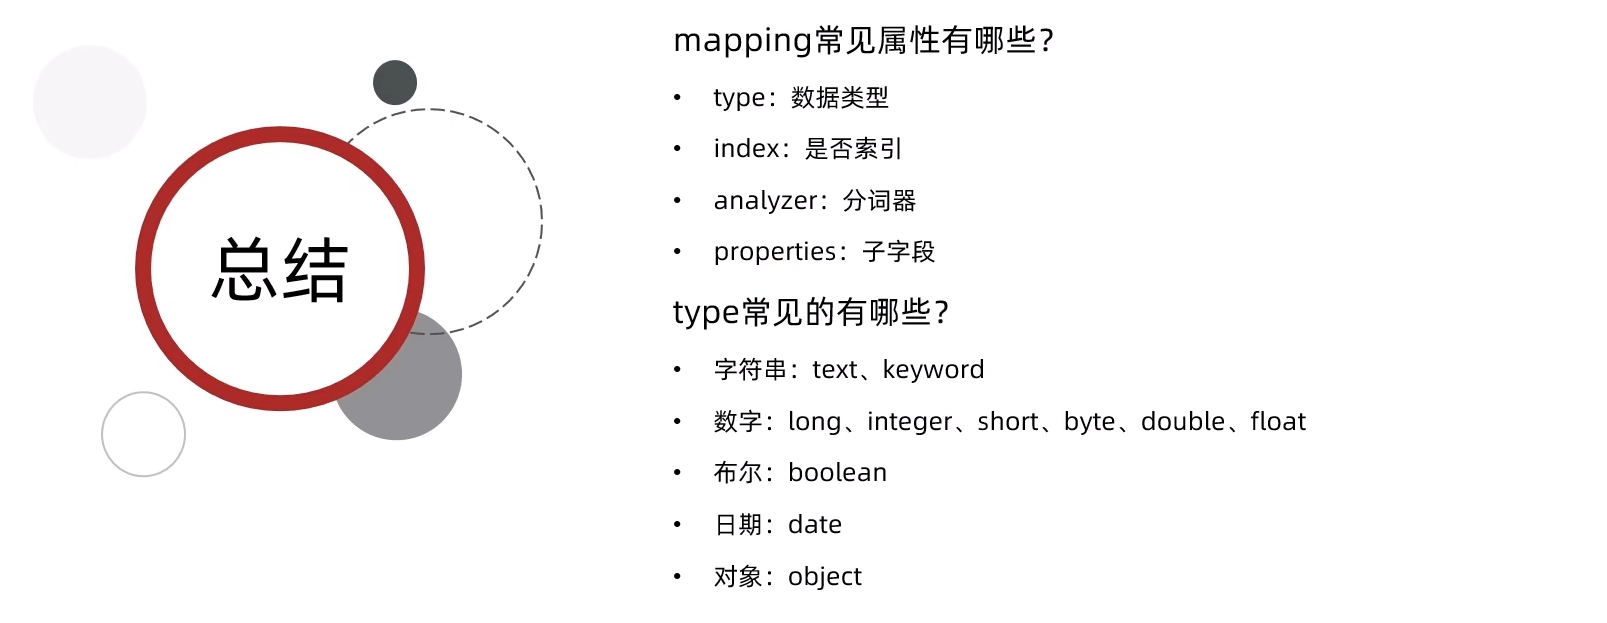 总结
mapping常见属性有哪些？
• type：数据类型
• index：是否索引
• analyzer：分词器
• properties：子字段
type常见的有哪些？
• 字符串：text、keyword
• 数字：long、integer、short、byte、double、float
• 布尔：boolean
• 日期：date
• 对象：object